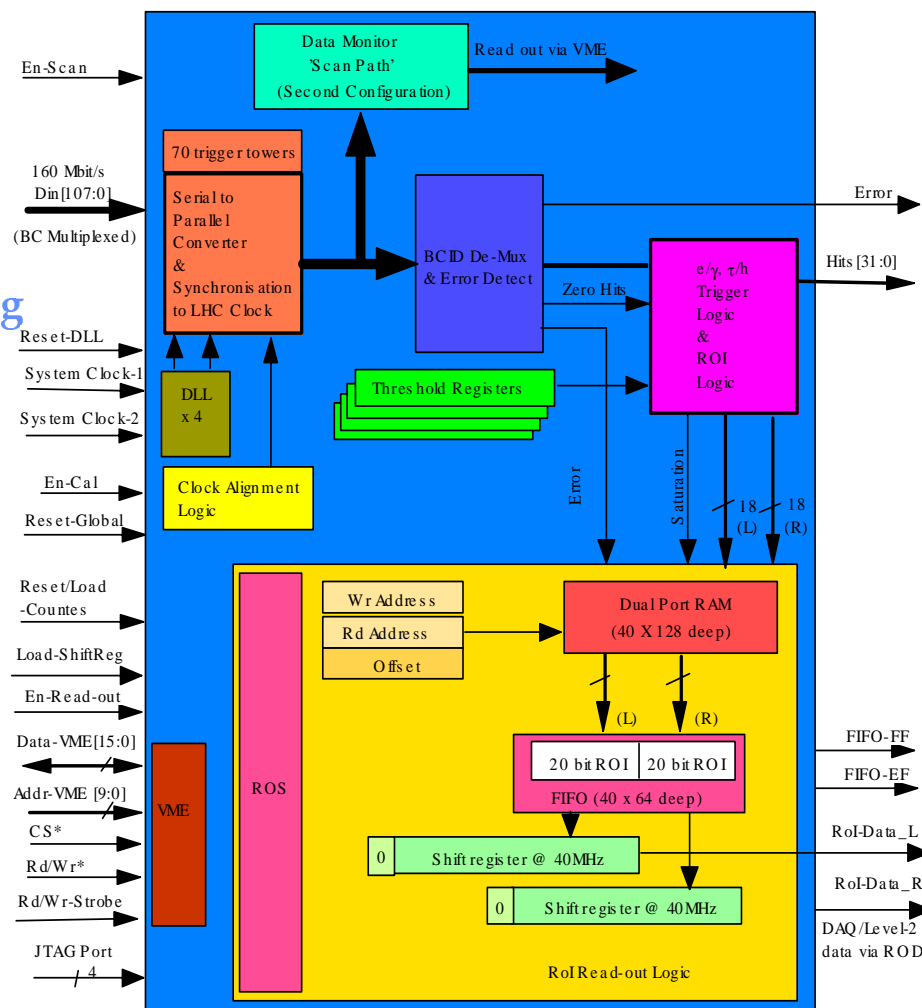 Data Monitor
'Scan Path'
(Second Configuration)
Read out via VME
En-Scan
70 trigger towers
160 Mbit/s
Din[107:0]
(BC Multiplexed)
Serial to
Parallel
Converter
&
Synchronisation
to LHC Clock
BCID De-Mux
& Error Detect
Error
Zero Hits
e/γ, τ/h
Trigger
Logic
&
ROI
Logic
Hits [31:0]
g
Reset-DLL
System Clock-1
System Clock-2
DLL
x 4
Threshold Registers
En-Cal
Reset-Global
Clock Alignment
Logic
Error
Saturation
18
(L)
18
(R)
Reset/Load
-Countes
Load-ShiftReg
En-Read-out
Data-VME[15:0]
Addr-VME [9:0]
CS*
Rd/Wr*
Rd/Wr-Strobe
JTAG Port
4
VME
ROS
Wr Address
Rd Address
Offset
Dual Port RAM
(40 X 128 deep)
(L)
(R)
20 bit ROI
20 bit ROI
FIFO (40 x 64 deep)
0
Shift register @ 40MHz
0
Shift register @ 40MHz
RoI Read-out Logic
FIFO-FF
FIFO-EF
RoI-Data_L
RoI-Data_R
DAQ/Level-2
data via ROD